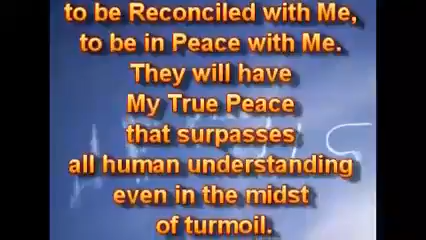 to be Reconciled with Me,
to be in Peace with Me.
They will have
My True Peace
that surpasses
all human understanding
even in the midst
of turmoil.